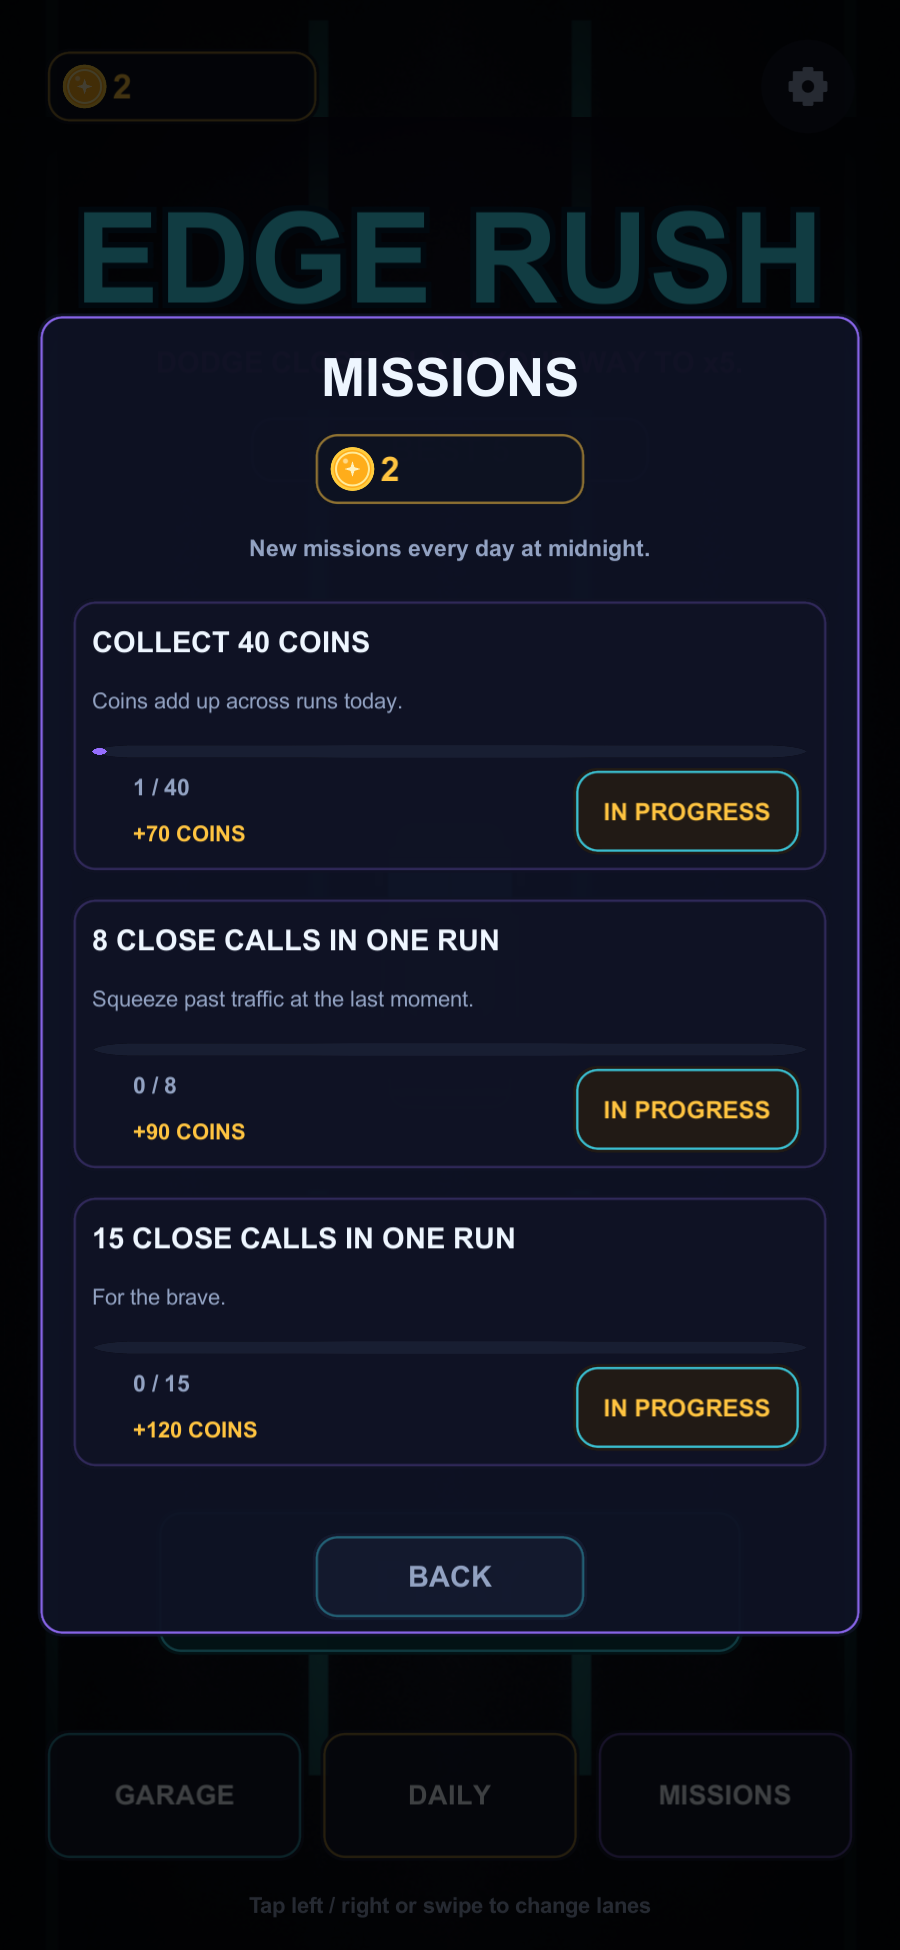 2
EDGE RUSH
MISSIONS
2
New missions every day at midnight.
COLLECT 40 COINS
Coins add up across runs today.
1 / 40
+70 COINS
IN PROGRESS
8 CLOSE CALLS IN ONE RUN
Squeeze past traffic at the last moment.
0 / 8
+90 COINS
IN PROGRESS
15 CLOSE CALLS IN ONE RUN
For the brave.
0 / 15
+120 COINS
IN PROGRESS
BACK
GARAGE
DAILY
MISSIONS
Tap left / right or swipe to change lanes